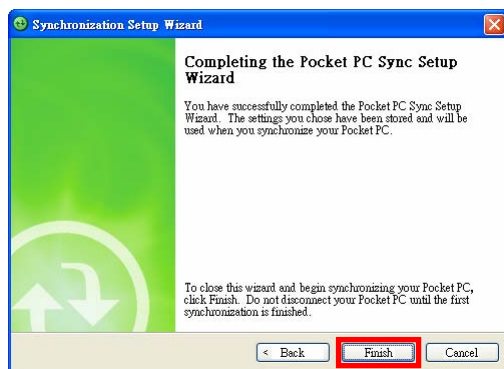 Synchronization Setup Wizard
Completing the Pocket PC Sync Setup
Wizard
You have successfully completed the Pocket PC Sync Setup
Wizard. The settings you chose have been stored and will be
used when you synchronize your Pocket PC.
To close this wizard and begin synchronizing your Pocket PC,
click Finish. Do not disconnect your Pocket PC until the first
synchronization is finished.
< Back Finish Cancel